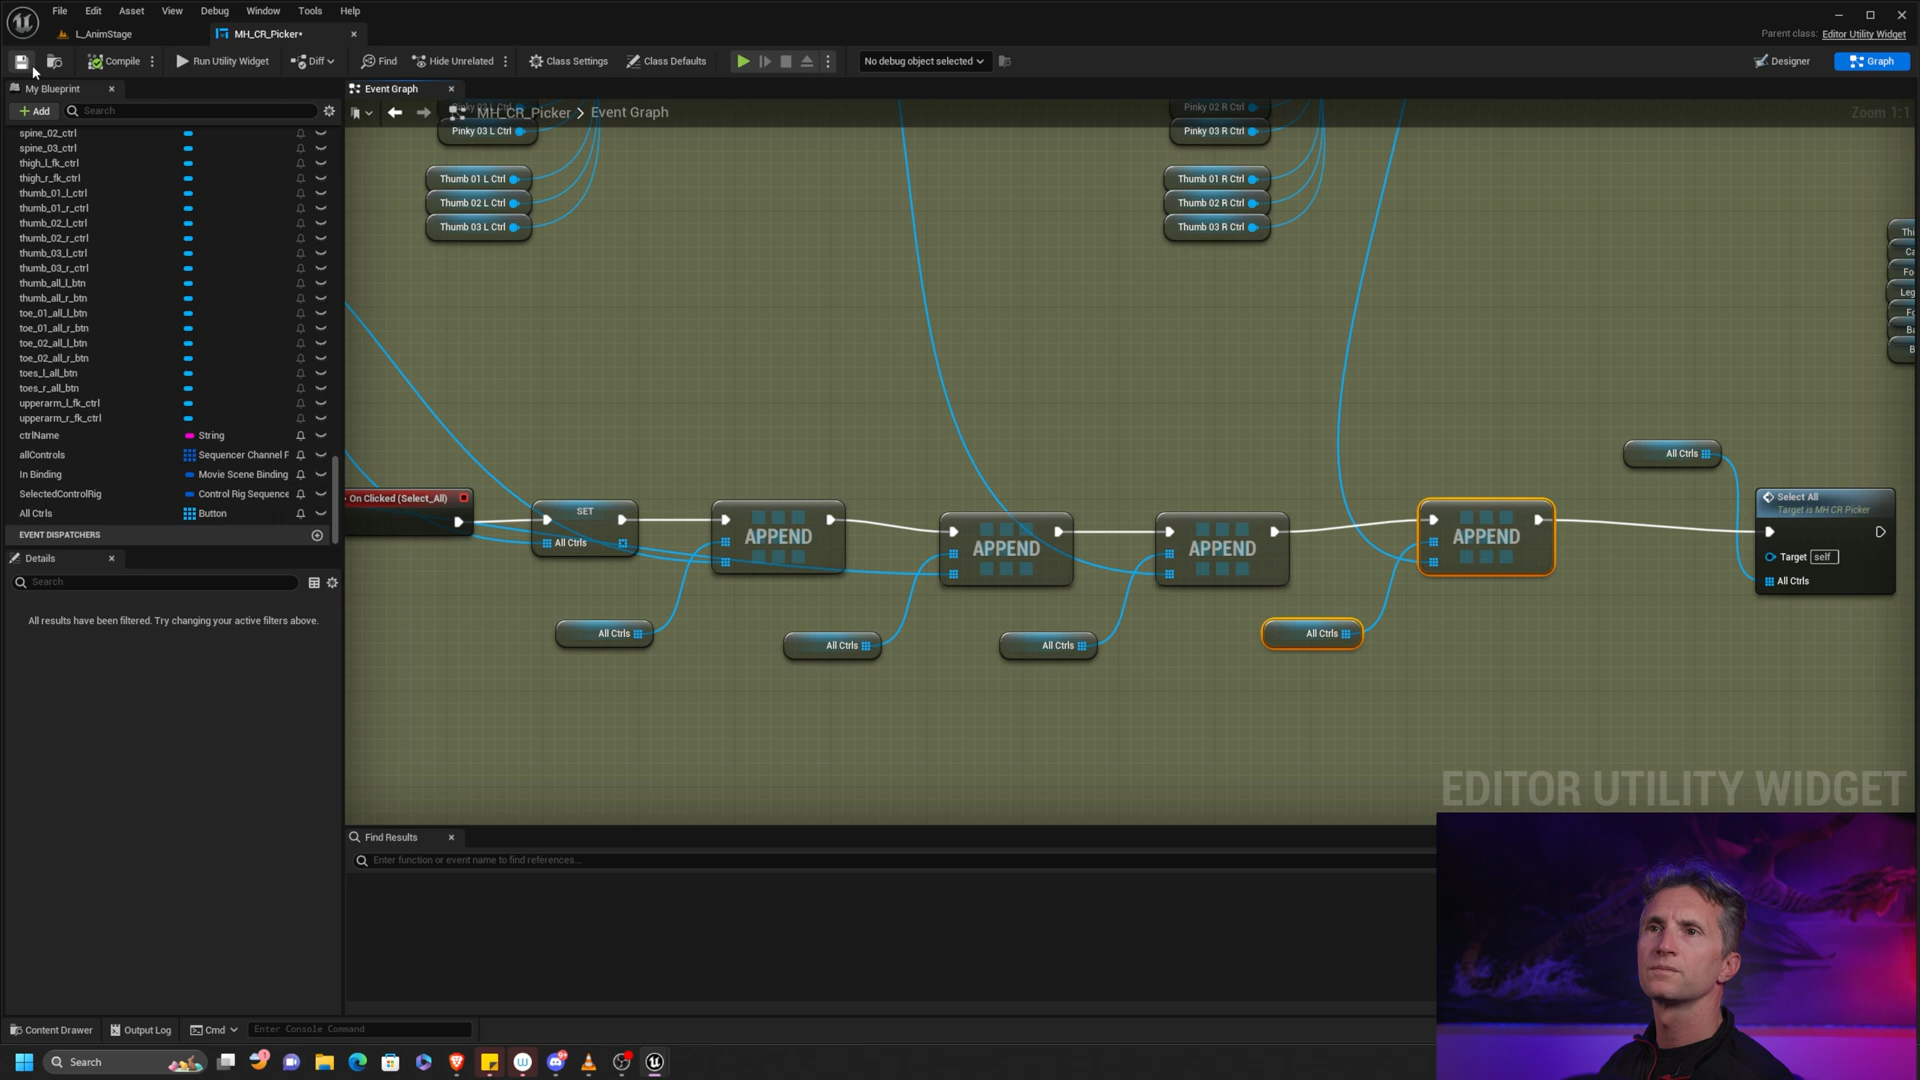 File Edit Asset View Debug Window Tools Help
L_AnimStage
MH_CR_Picker•
Parent class: Editor Utility Widget
Compile
Run Utility Widget
Diff
Find
Hide Unrelated
Class Settings
Class Defaults
No debug object selected
Designer
Graph
My Blueprint
Add
Search
spine_02_ctrl
spine_03_ctrl
thigh_l_fk_ctrl
thigh_r_fk_ctrl
thumb_01_l_ctrl
thumb_01_r_ctrl
thumb_02_l_ctrl
thumb_02_r_ctrl
thumb_03_l_ctrl
thumb_03_r_ctrl
thumb_all_l_btn
thumb_all_r_btn
toe_01_all_l_btn
toe_01_all_r_btn
toe_02_all_l_btn
toe_02_all_r_btn
toes_l_all_btn
toes_r_all_btn
upperarm_l_fk_ctrl
upperarm_r_fk_ctrl
ctrlName String
allControls Sequencer Channel P
In Binding Movie Scene Binding
SelectedControlRig Control Rig Sequence
All Ctrls Button
EVENT DISPATCHERS
Details
Search
All results have been filtered. Try changing your active filters above.
Event Graph
MH_CR_Picker > Event Graph
Zoom 1:1
Pinky 02 L Ctrl
Pinky 03 L Ctrl
Thumb 01 L Ctrl
Thumb 02 L Ctrl
Thumb 03 L Ctrl
Pinky 02 R Ctrl
Pinky 03 R Ctrl
Thumb 01 R Ctrl
Thumb 02 R Ctrl
Thumb 03 R Ctrl
Thi
Ca
Fo
Leg
Fo
Ba
B
On Clicked (Select_All)
SET
All Ctrls
APPEND
APPEND
APPEND
APPEND
All Ctrls
All Ctrls
All Ctrls
All Ctrls
All Ctrls
Select All
Target is MH CR Picker
Target self
All Ctrls
EDITOR UTILITY WIDGET
Find Results
Enter function or event name to find references...
Content Drawer
Output Log
Cmd
Enter Console Command
Search